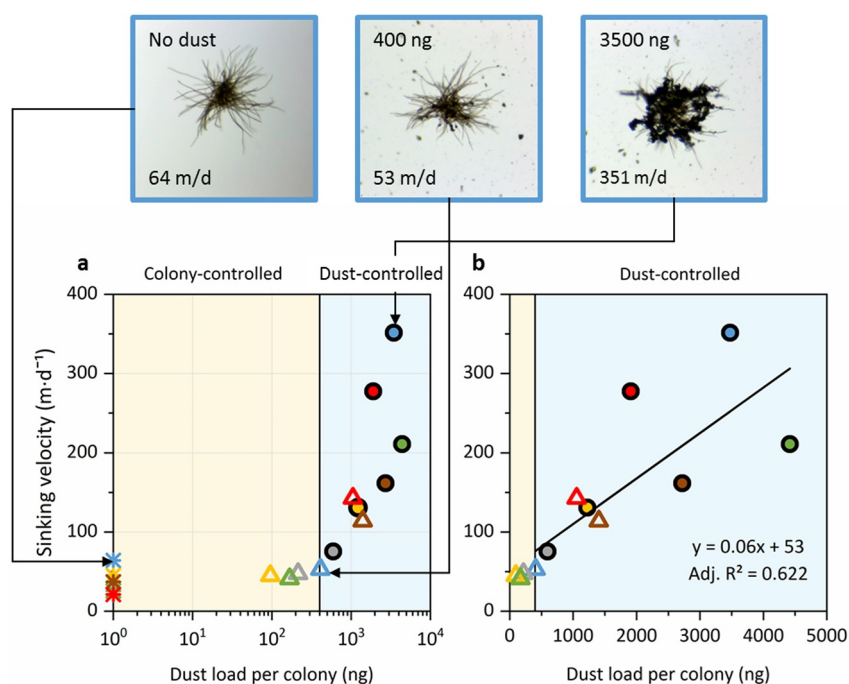 No dust
64 m/d
400 ng
53 m/d
3500 ng
351 m/d
a
Colony-controlled
Dust-controlled
Sinking velocity (m·d⁻¹)
400
300
200
100
0
10⁰
10¹
10²
10³
10⁴
Dust load per colony (ng)
b
Dust-controlled
400
300
200
100
0
y = 0.06x + 53
Adj. R² = 0.622
0
1000
2000
3000
4000
5000
Dust load per colony (ng)